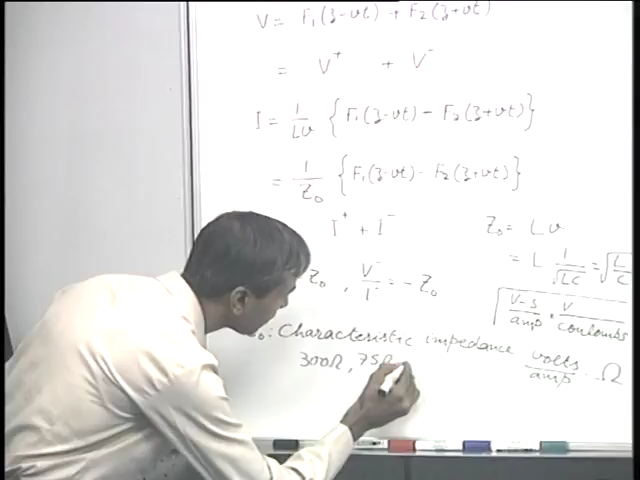 V = F₁(z-vt) + F₂(z+vt)
= V⁺ + V⁻
I = 1/Lv {F₁(z-vt) - F₂(z+vt)}
= 1/Z₀ {F₁(z-vt) - F₂(z+vt)}
I⁺ + I⁻
Z₀ = Lv
= L 1/√LC = √L/C
Z₀, V⁻/I⁻ = -Z₀
√V-s/amp · V/coulombs
Z₀: Characteristic impedance volts/amp · Ω
300Ω, 75Ω